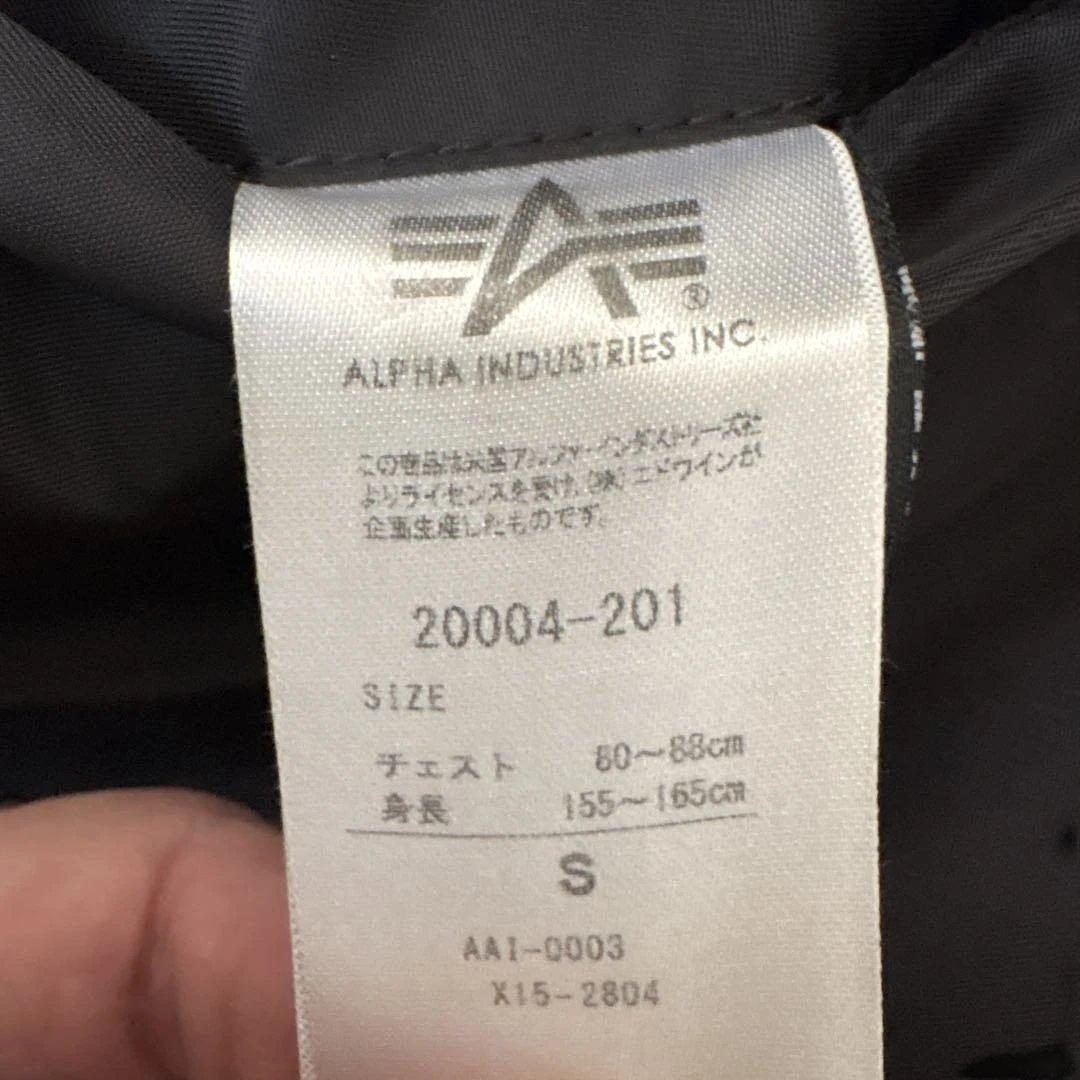 ALPHA INDUSTRIES INC.
この商品は米国アルファ・インダストリーズ社
よりライセンスを受け、(株)エドウインが
企画生産したものです。
20004-201
SIZE
チェスト 80～88cm
身長 155～165cm
S
AA1-0003
X15-2804